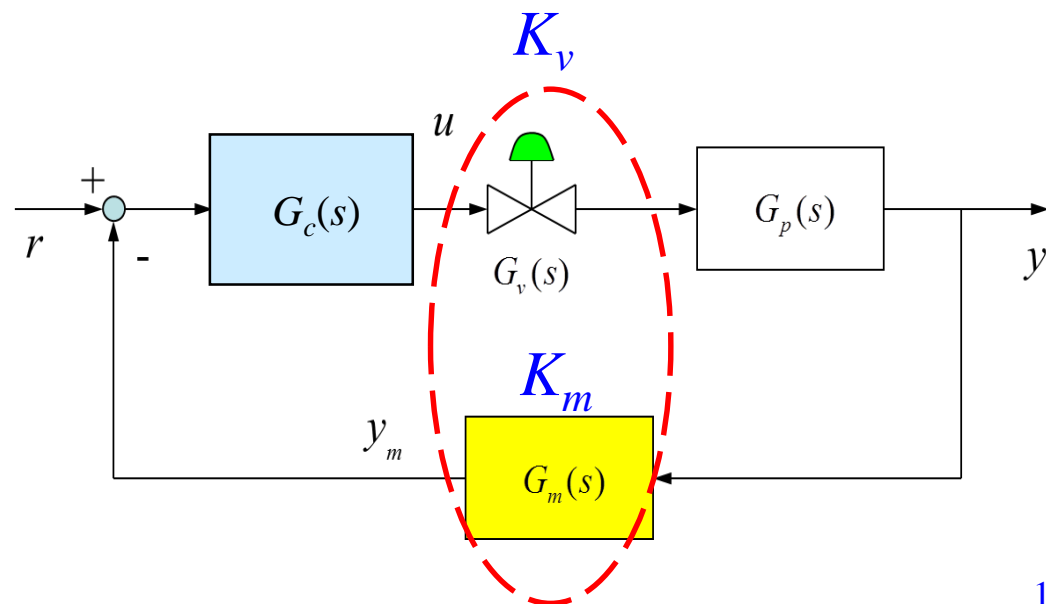 K_v
u
+
G_c(s)
G_p(s)
r
-
G_v(s)
y
K_m
y_m
G_m(s)
1